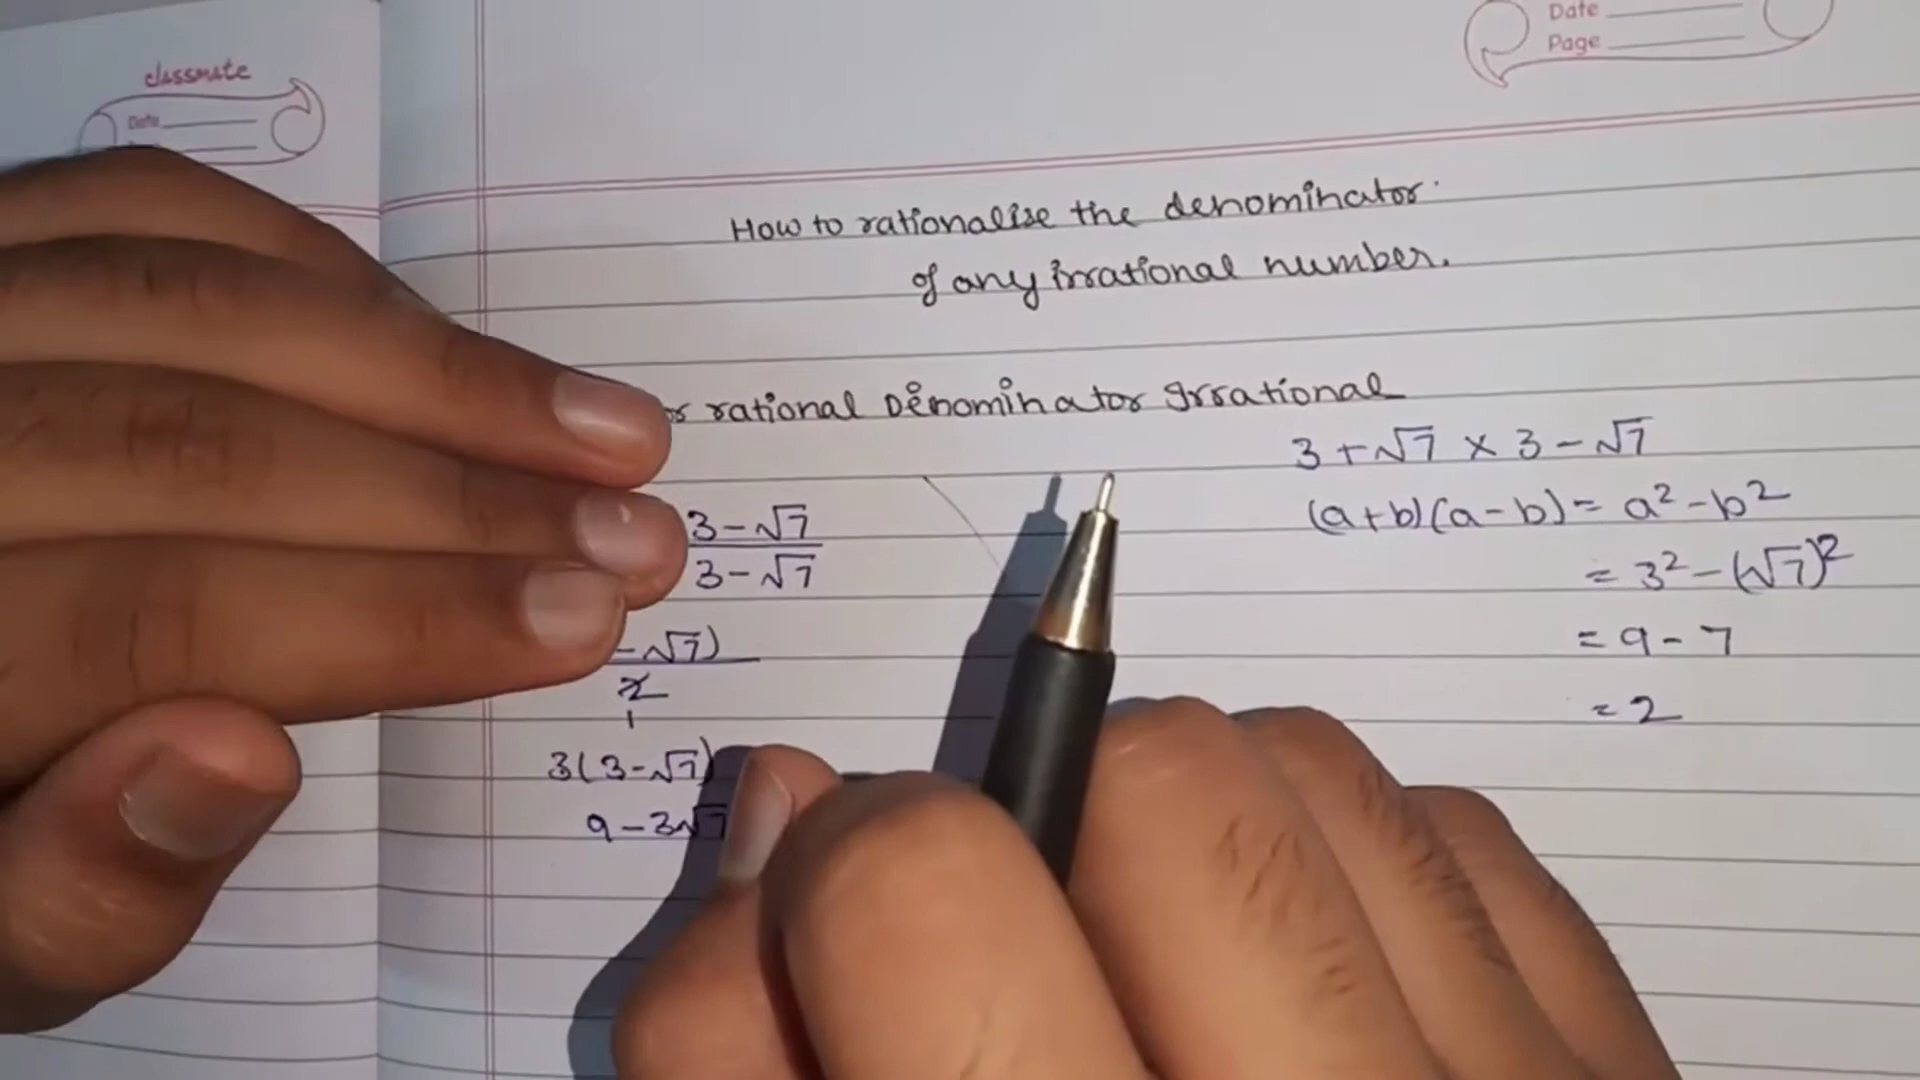 classmate
Date
Date
Page
How to rationalise the denominator
of any irrational number.
rational Denominator Irrational
3+√7 × 3-√7
(a+b)(a-b) = a² - b²
= 3² - (√7)²
= 9 - 7
= 2
3-√7
3-√7
-√7)
2
1
3(3-√7)
9-3√7